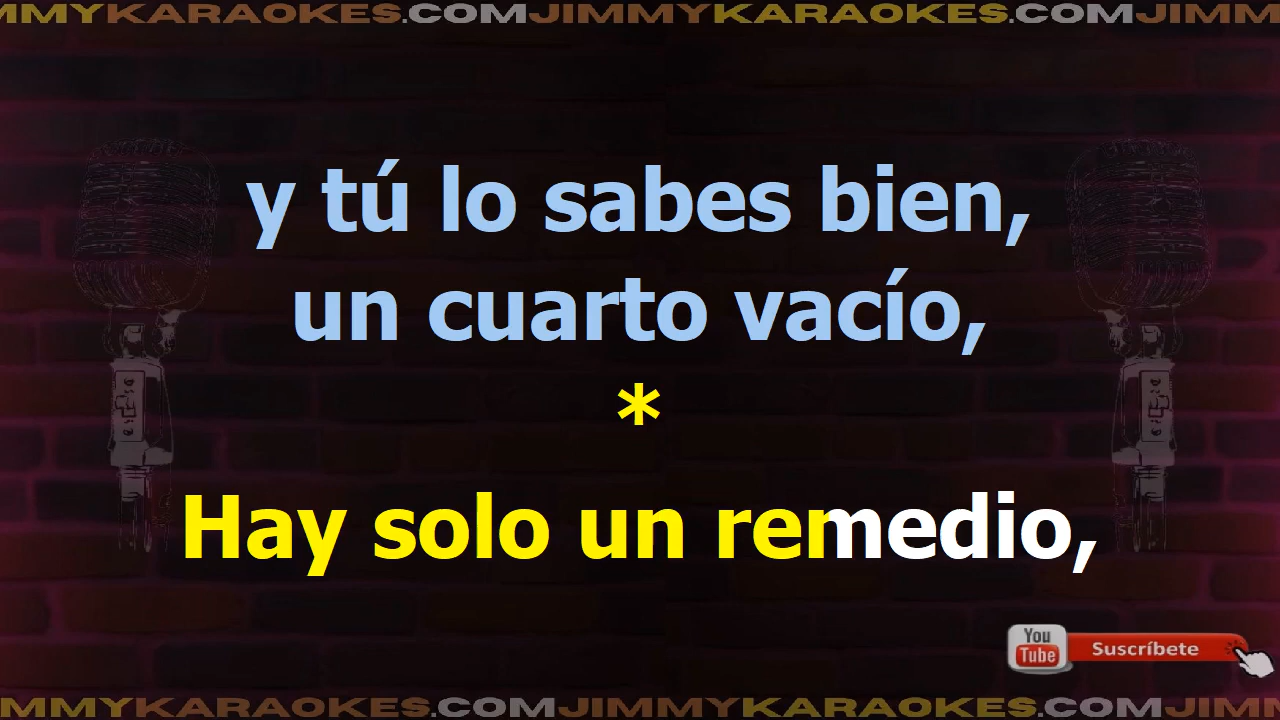 MMYKARAOKES.COMJIMMYKARAOKES.COMJIMM
y tú lo sabes bien,
un cuarto vacío,
*
Hay solo un remedio,
You
Tube
Suscríbete
MMYKARAOKES.COMJIMMYKARAOKES.COMJIMM